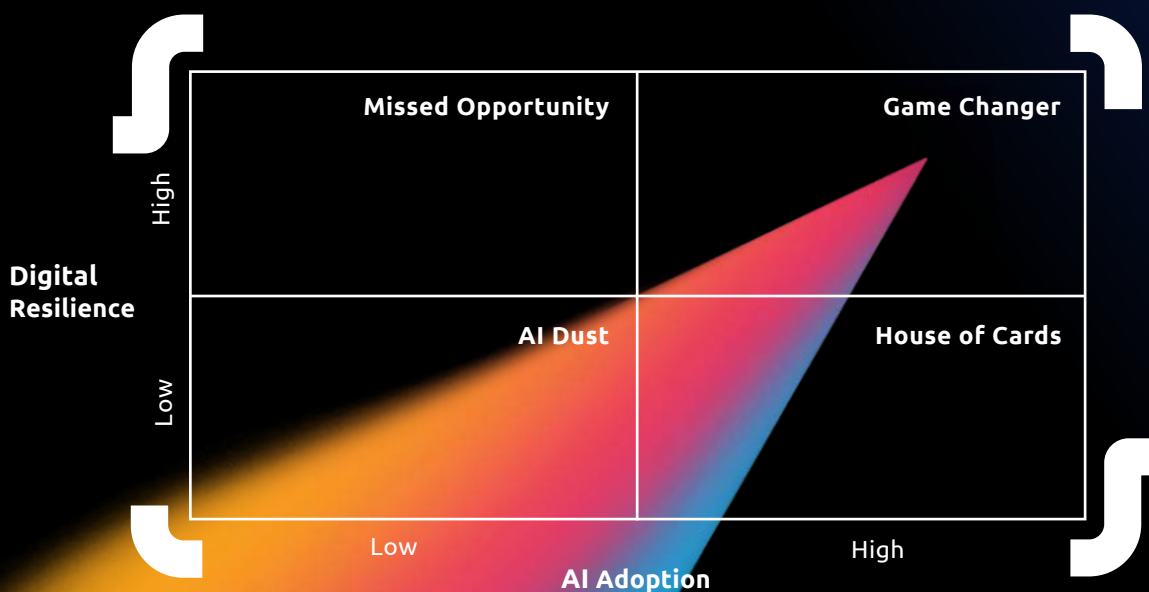 Missed Opportunity
Game Changer
High
Digital
Resilience
AI Dust
House of Cards
Low
Low
High
AI Adoption